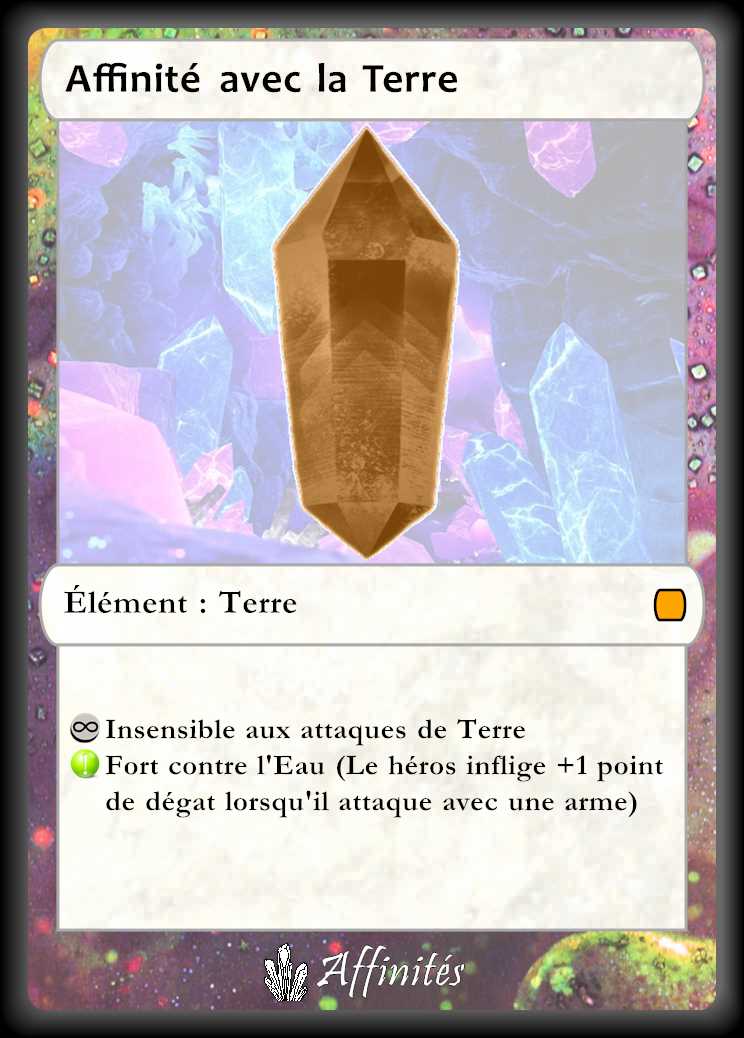 Affinité avec la Terre
Élément : Terre
Insensible aux attaques de Terre
Fort contre l'Eau (Le héros inflige +1 point
de dégat lorsqu'il attaque avec une arme)
Affinités